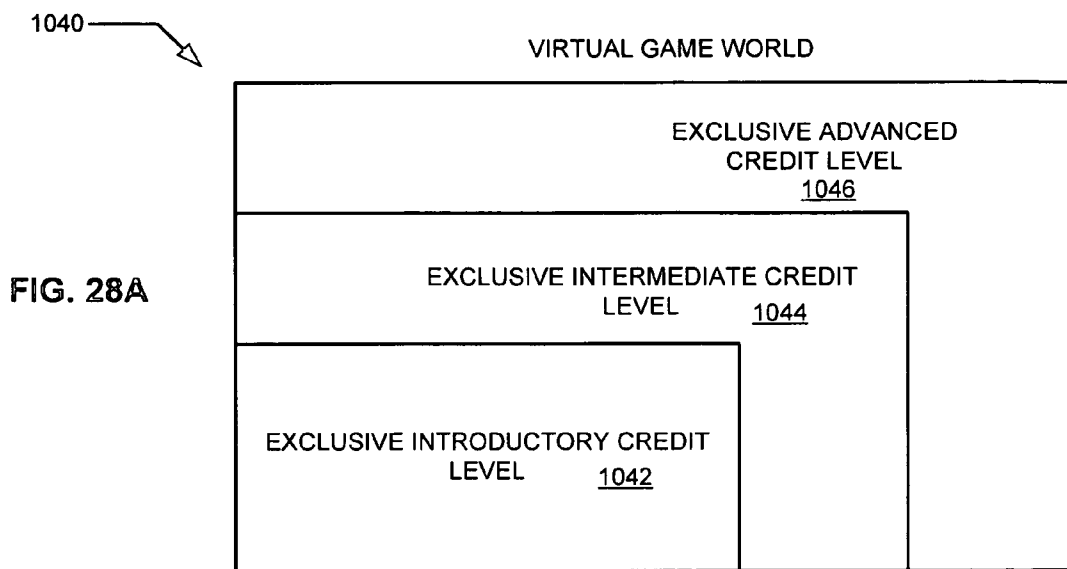 1040
VIRTUAL GAME WORLD
EXCLUSIVE ADVANCED
CREDIT LEVEL
1046
FIG. 28A
EXCLUSIVE INTERMEDIATE CREDIT
LEVEL 1044
EXCLUSIVE INTRODUCTORY CREDIT
LEVEL 1042